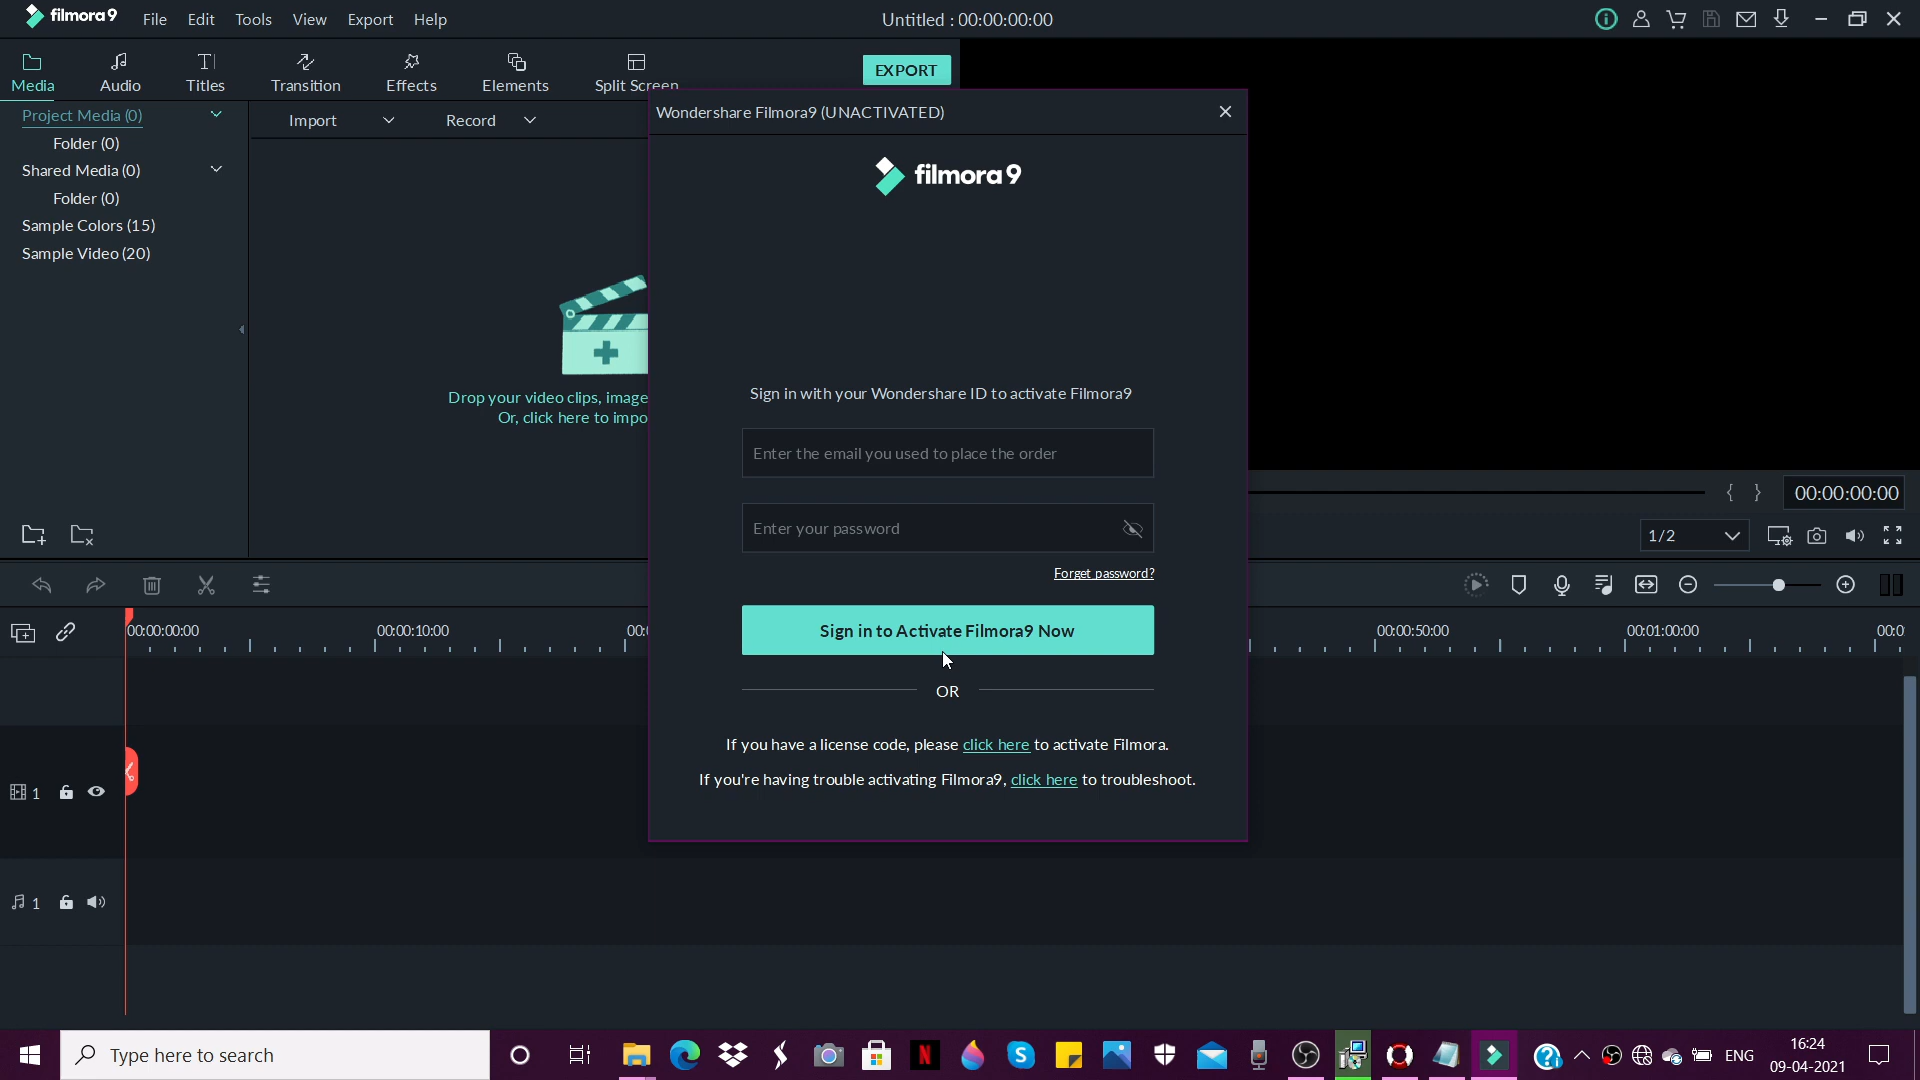 filmora9 File Edit Tools View Export Help Untitled : 00:00:00:00
Media Audio Titles Transition Effects Elements Split Screen EXPORT
Project Media (0)
Folder (0)
Shared Media (0)
Folder (0)
Sample Colors (15)
Sample Video (20)
Import Record
Drop your video clips, image
Or, click here to impo
Wondershare Filmora9 (UNACTIVATED)
filmora9
Sign in with your Wondershare ID to activate Filmora9
Enter the email you used to place the order
Enter your password
Forget password?
Sign in to Activate Filmora9 Now
OR
If you have a license code, please click here to activate Filmora.
If you're having trouble activating Filmora9, click here to troubleshoot.
{ } 00:00:00:00
1/2
00:00:00:00 00:00:10:00 00:( 00:00:50:00 00:01:00:00 00:0
1
1
Type here to search
N
S
ENG
16:24
09-04-2021